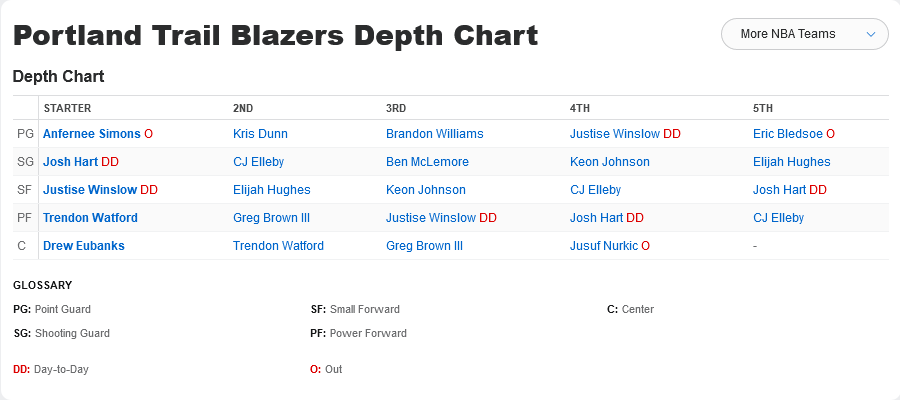 Portland Trail Blazers Depth Chart
More NBA Teams
Depth Chart
STARTER 2ND 3RD 4TH 5TH
PG Anfernee Simons O Kris Dunn Brandon Williams Justise Winslow DD Eric Bledsoe O
SG Josh Hart DD CJ Elleby Ben McLemore Keon Johnson Elijah Hughes
SF Justise Winslow DD Elijah Hughes Keon Johnson CJ Elleby Josh Hart DD
PF Trendon Watford Greg Brown III Justise Winslow DD Josh Hart DD CJ Elleby
C Drew Eubanks Trendon Watford Greg Brown III Jusuf Nurkic O -
GLOSSARY
PG: Point Guard SF: Small Forward C: Center
SG: Shooting Guard PF: Power Forward
DD: Day-to-Day O: Out